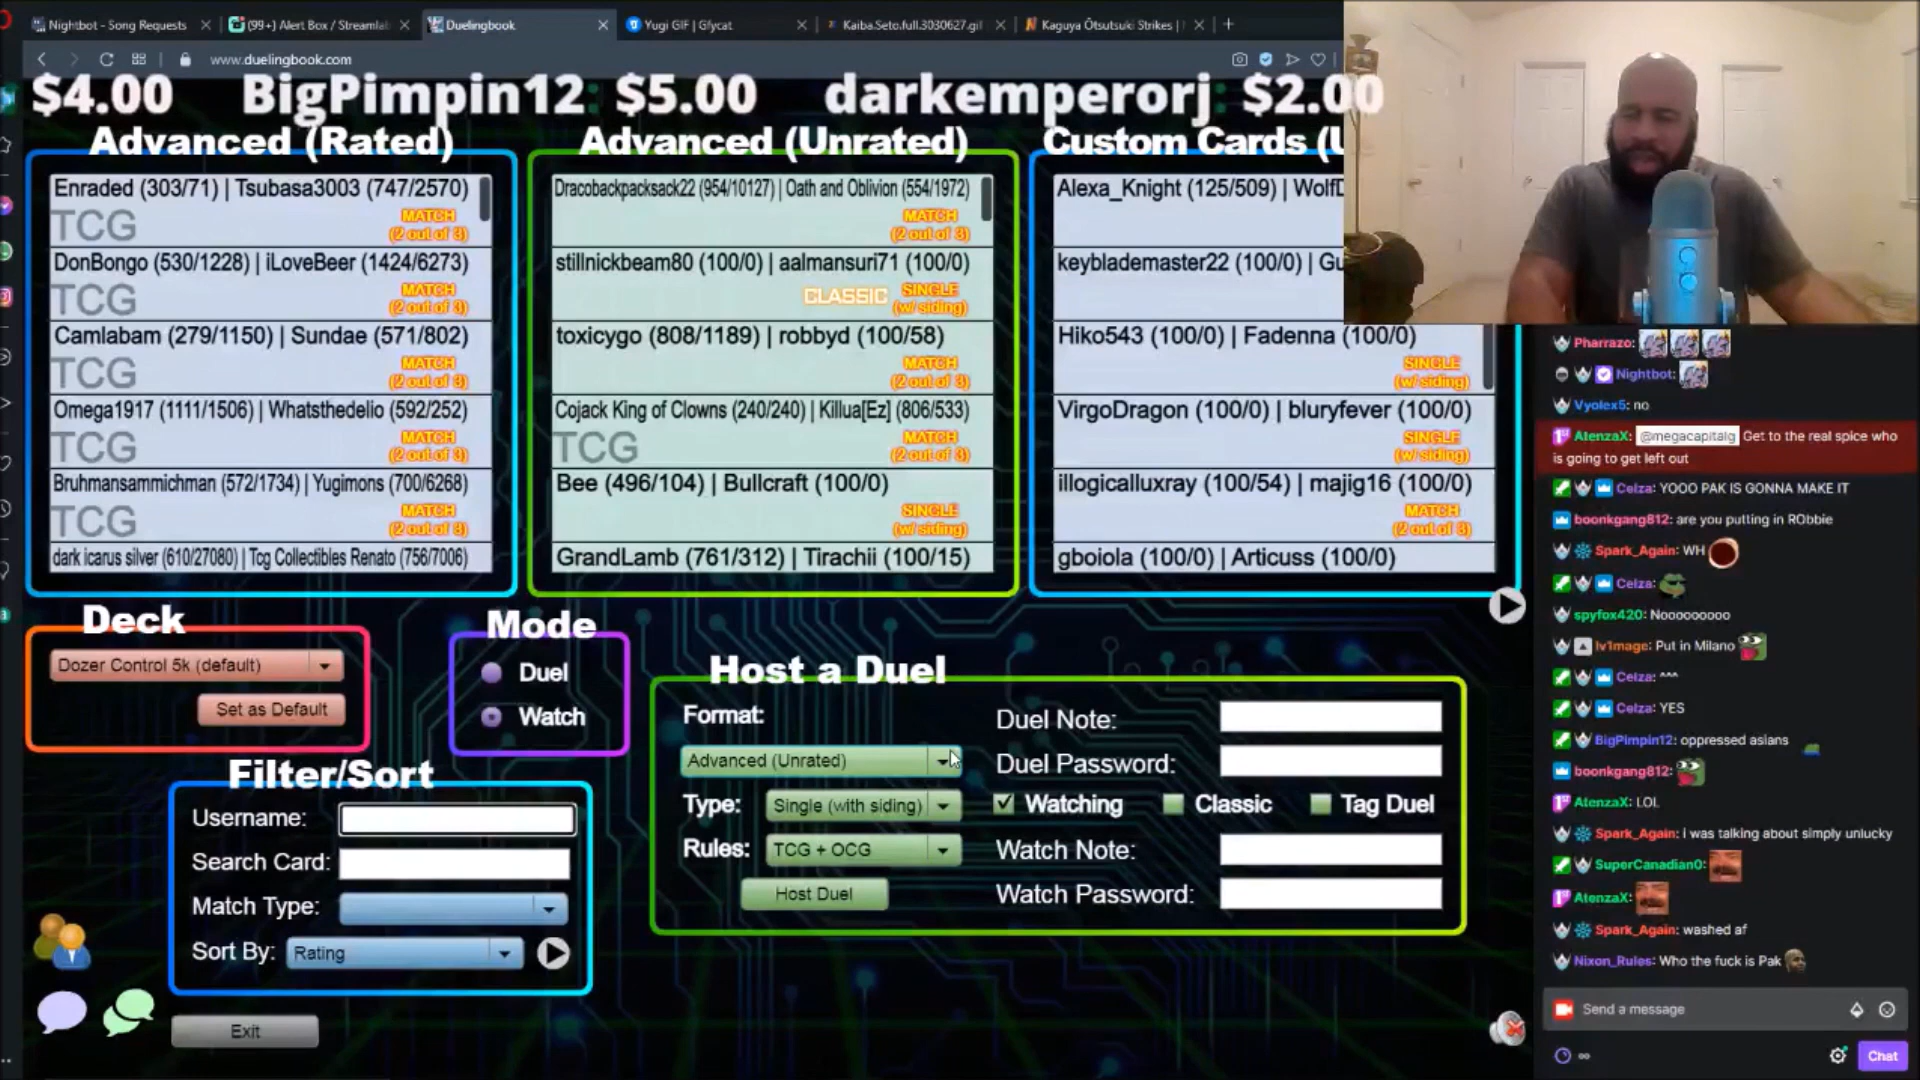 Nightbot - Song Requests
(99+) Alert Box / Streamlab
Duelingbook
Yugi GIF | Gfycat
Kaiba.Seto.full.3030627.gif
Kaguya Ōtsutsuki Strikes |
www.duelingbook.com
$4.00 BigPimpin12: $5.00 darkemperorj: $2.00
Advanced (Rated)
Enraded (303/71) | Tsubasa3003 (747/2570)
TCG
MATCH
(2 out of 3)
DonBongo (530/1228) | iLoveBeer (1424/6273)
TCG
MATCH
(2 out of 3)
Camlabam (279/1150) | Sundae (571/802)
TCG
MATCH
(2 out of 3)
Omega1917 (1111/1506) | Whatsthedelio (592/252)
TCG
MATCH
(2 out of 3)
Bruhmansammichman (572/1734) | Yugimons (700/6268)
TCG
MATCH
(2 out of 3)
dark icarus silver (610/27080) | Tcg Collectibles Renato (756/7006)
Advanced (Unrated)
Dracobackpacksack22 (954/10127) | Oath and Oblivion (554/1972)
MATCH
(2 out of 3)
stillnickbeam80 (100/0) | aalmansuri71 (100/0)
CLASSIC
SINGLE
(w/ siding)
toxicygo (808/1189) | robbyd (100/58)
MATCH
(2 out of 3)
Cojack King of Clowns (240/240) | Killua[Ez] (806/533)
TCG
MATCH
(2 out of 3)
Bee (496/104) | Bullcraft (100/0)
SINGLE
(w/ siding)
GrandLamb (761/312) | Tirachii (100/15)
Custom Cards (U
Alexa_Knight (125/509) | WolfD
keyblademaster22 (100/0) | Gu
Hiko543 (100/0) | Fadenna (100/0)
SINGLE
(w/ siding)
VirgoDragon (100/0) | bluryfever (100/0)
SINGLE
(w/ siding)
illogicalluxray (100/54) | majig16 (100/0)
MATCH
(2 out of 3)
gboiola (100/0) | Articuss (100/0)
Deck
Dozer Control 5k (default)
Set as Default
Mode
Duel
Watch
Filter/Sort
Username:
Search Card:
Match Type:
Sort By: Rating
Exit
Host a Duel
Format:
Advanced (Unrated)
Type: Single (with siding)
Rules: TCG + OCG
Host Duel
Duel Note:
Duel Password:
Watching Classic Tag Duel
Watch Note:
Watch Password:
Pharrazo:
Nightbot:
Vyolex5: no
AtenzaX: @megacapitalg Get to the real spice who
is going to get left out
Celza: YOOO PAK IS GONNA MAKE IT
boonkgang812: are you putting in RObbie
Spark_Again: WH
Celza:
spyfox420: Nooooooooo
lv1mage: Put in Milano
Celza: ^^^
Celza: YES
BigPimpin12: oppressed asians
boonkgang812:
AtenzaX: LOL
Spark_Again: i was talking about simply unlucky
SuperCanadian0:
AtenzaX:
Spark_Again: washed af
Nixon_Rules: Who the fuck is Pak
Send a message
Chat